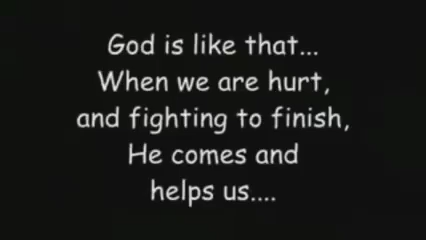 God is like that...
When we are hurt,
and fighting to finish,
He comes and
helps us....